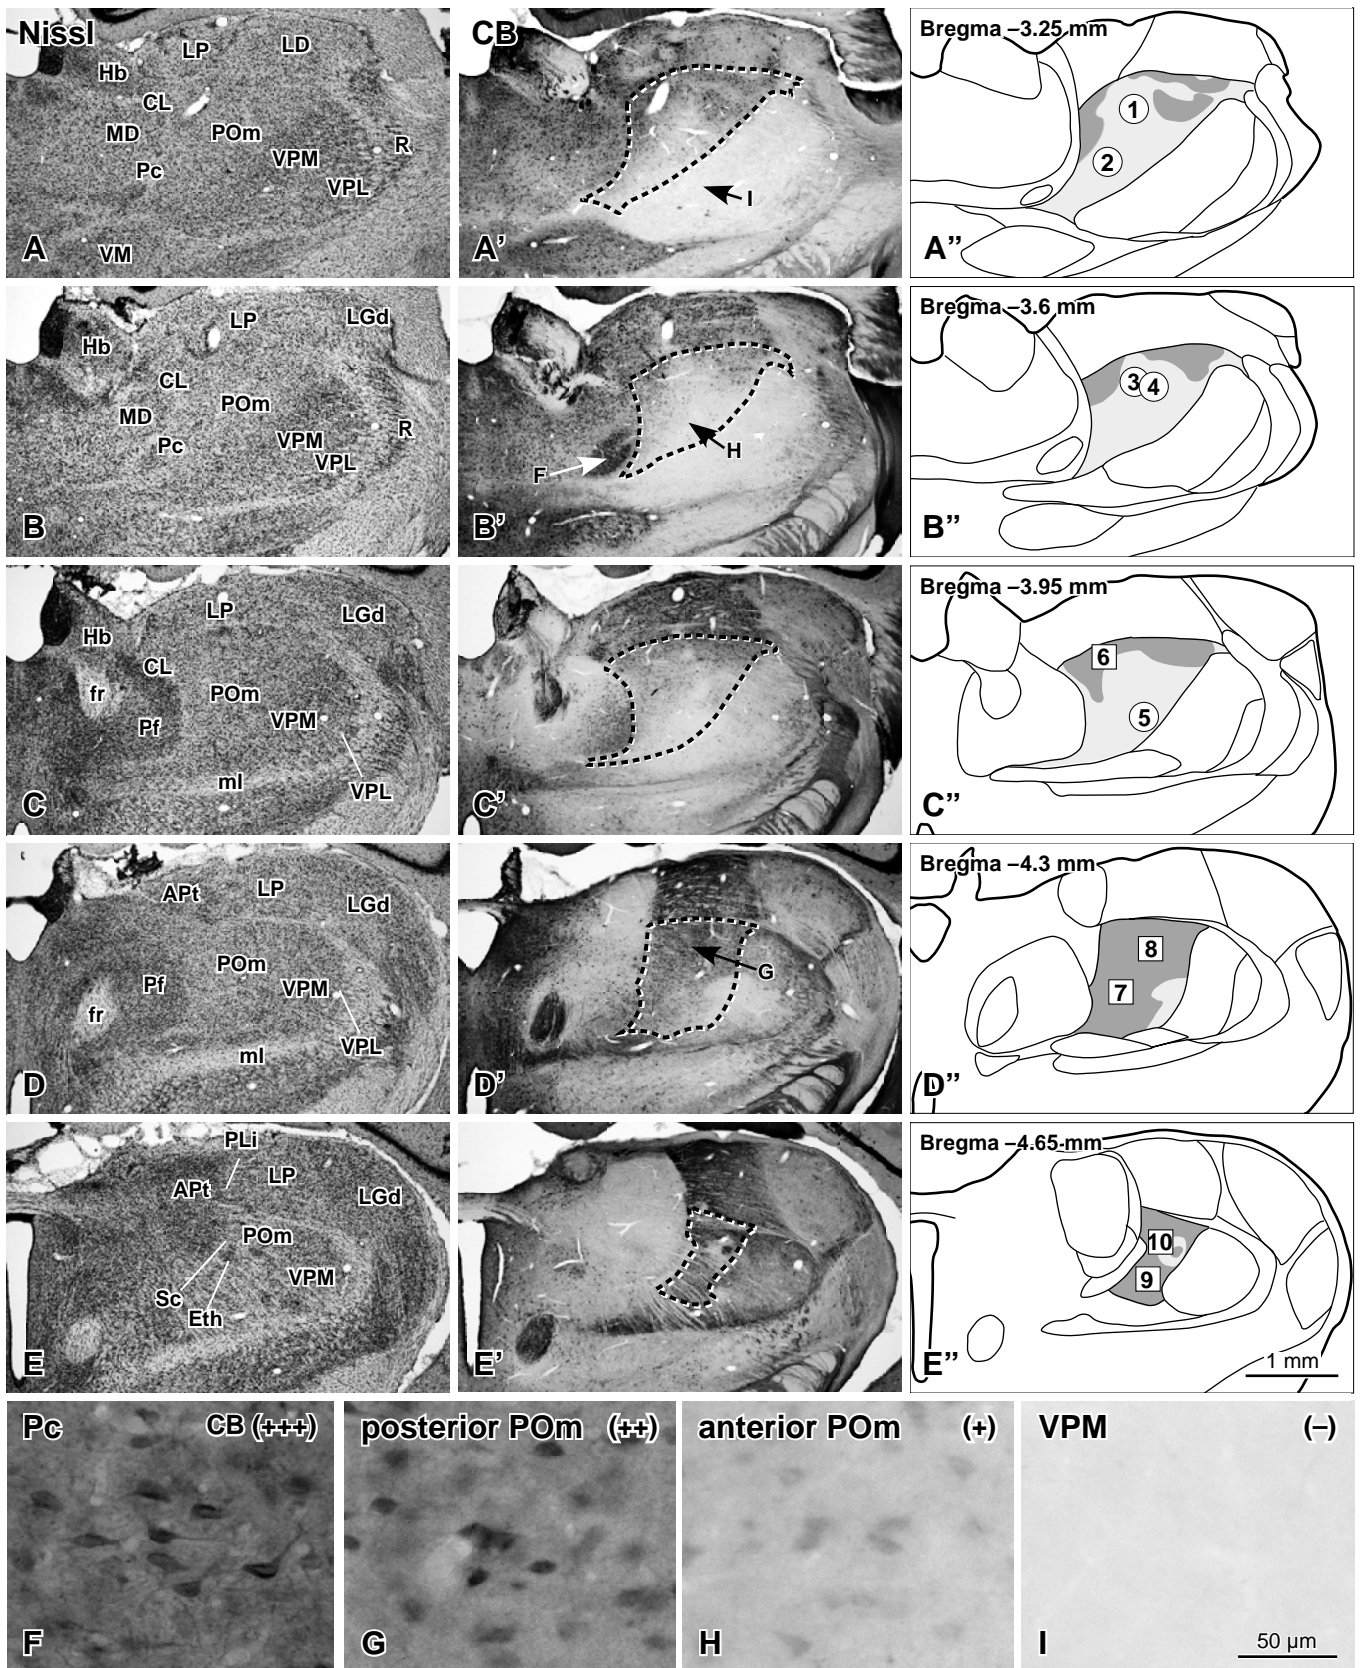 Nissl
LP
LD
Hb
CL
MD
POm
Pc
VPM
R
VPL
VM
A
CB
I
A’
Bregma –3.25 mm
1
2
A’’
LP
LGd
Hb
CL
POm
MD
Pc
VPM
R
VPL
B
F
H
B’
Bregma –3.6 mm
3 4
B’’
LP
LGd
Hb
CL
fr
POm
Pf
VPM
ml
VPL
C
C’
Bregma –3.95 mm
6
5
C’’
APt
LP
LGd
POm
Pf
VPM
fr
VPL
ml
D
G
D’
Bregma –4.3 mm
8
7
D’’
PLi
LP
APt
LGd
POm
VPM
Sc
Eth
E
E’
Bregma –4.65 mm
10
9
1 mm
E’’
Pc CB (+++)
F
posterior POm (++)
G
anterior POm (+)
H
VPM (–)
I
50 µm